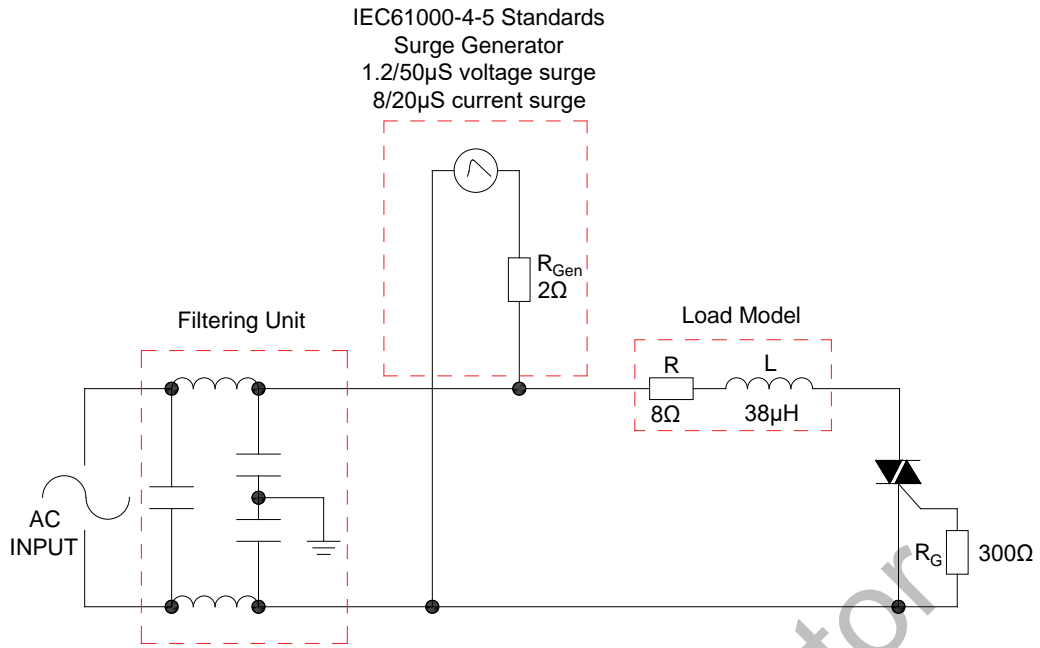 IEC61000-4-5 Standards
Surge Generator
1.2/50µS voltage surge
8/20µS current surge
R_Gen
2Ω
Filtering Unit
Load Model
R
L
8Ω
38µH
AC
INPUT
R_G
300Ω